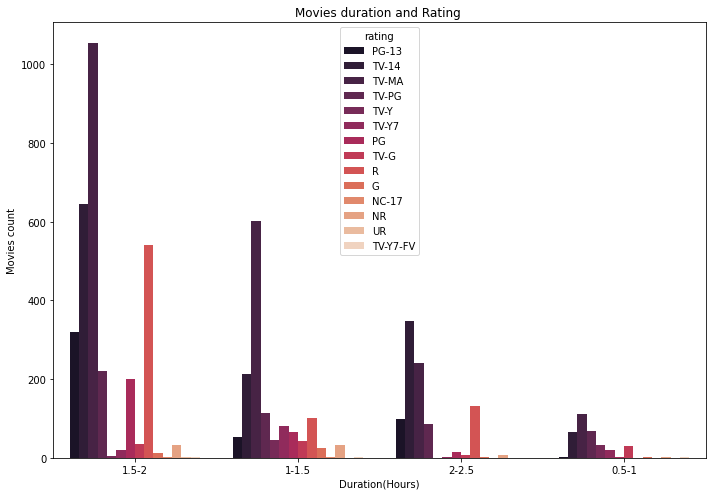 Movies duration and Rating
rating
PG-13
TV-14
TV-MA
TV-PG
TV-Y
TV-Y7
PG
TV-G
R
G
NC-17
NR
UR
TV-Y7-FV
Movies count
1000
800
600
400
200
0
1.5-2
1-1.5
2-2.5
0.5-1
Duration(Hours)